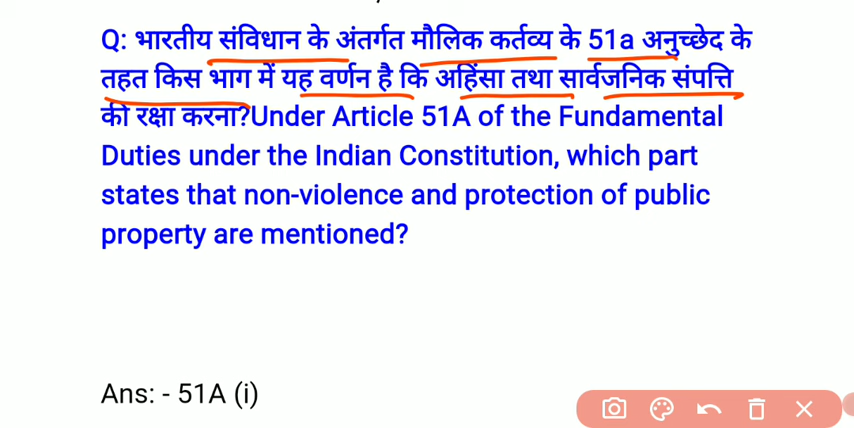 Q: भारतीय संविधान के अंतर्गत मौलिक कर्तव्य के 51a अनुच्छेद के
तहत किस भाग में यह वर्णन है कि अहिंसा तथा सार्वजनिक संपत्ति
की रक्षा करना?Under Article 51A of the Fundamental
Duties under the Indian Constitution, which part
states that non-violence and protection of public
property are mentioned?
Ans: - 51A (i)